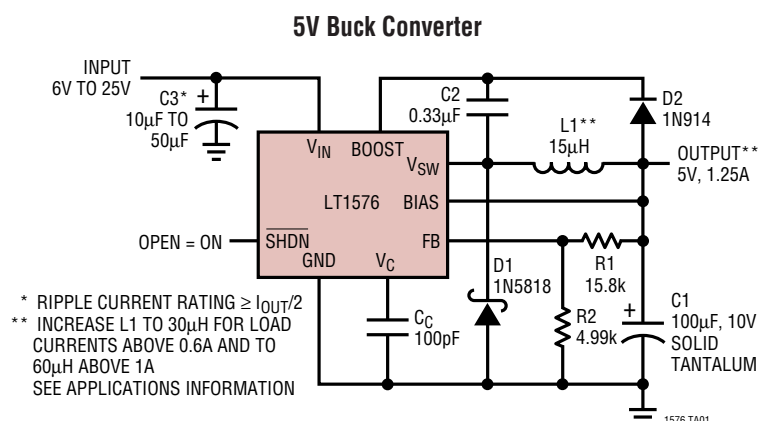 5V Buck Converter
INPUT
6V TO 25V
C3*
+
10µF TO
50µF
C2
0.33µF
D2
1N914
L1**
15µH
OUTPUT**
5V, 1.25A
VIN
BOOST
VSW
LT1576
BIAS
OPEN = ON
SHDN
FB
GND
VC
D1
1N5818
R1
15.8k
CC
100pF
R2
4.99k
+
C1
100µF, 10V
SOLID
TANTALUM
* RIPPLE CURRENT RATING ≥ IOUT/2
** INCREASE L1 TO 30µH FOR LOAD
CURRENTS ABOVE 0.6A AND TO
60µH ABOVE 1A
SEE APPLICATIONS INFORMATION
1576 TA01